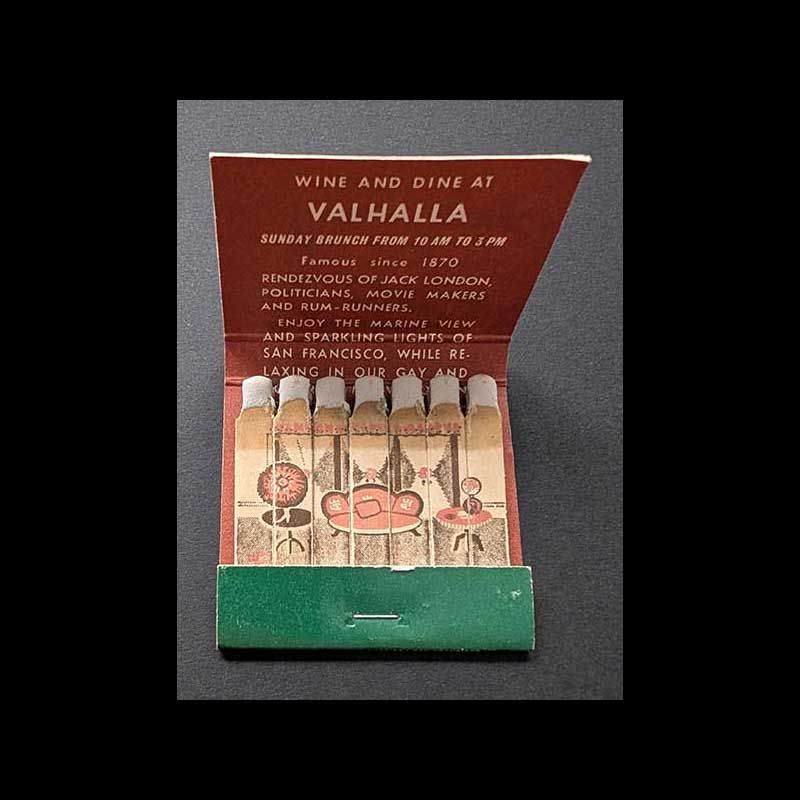 WINE AND DINE AT
VALHALLA
SUNDAY BRUNCH FROM 10 AM TO 3 PM
Famous since 1870
RENDEZVOUS OF JACK LONDON,
POLITICIANS, MOVIE MAKERS
AND RUM-RUNNERS.
ENJOY THE MARINE VIEW
AND SPARKLING LIGHTS OF
SAN FRANCISCO, WHILE RE-
LAXING IN OUR GAY AND